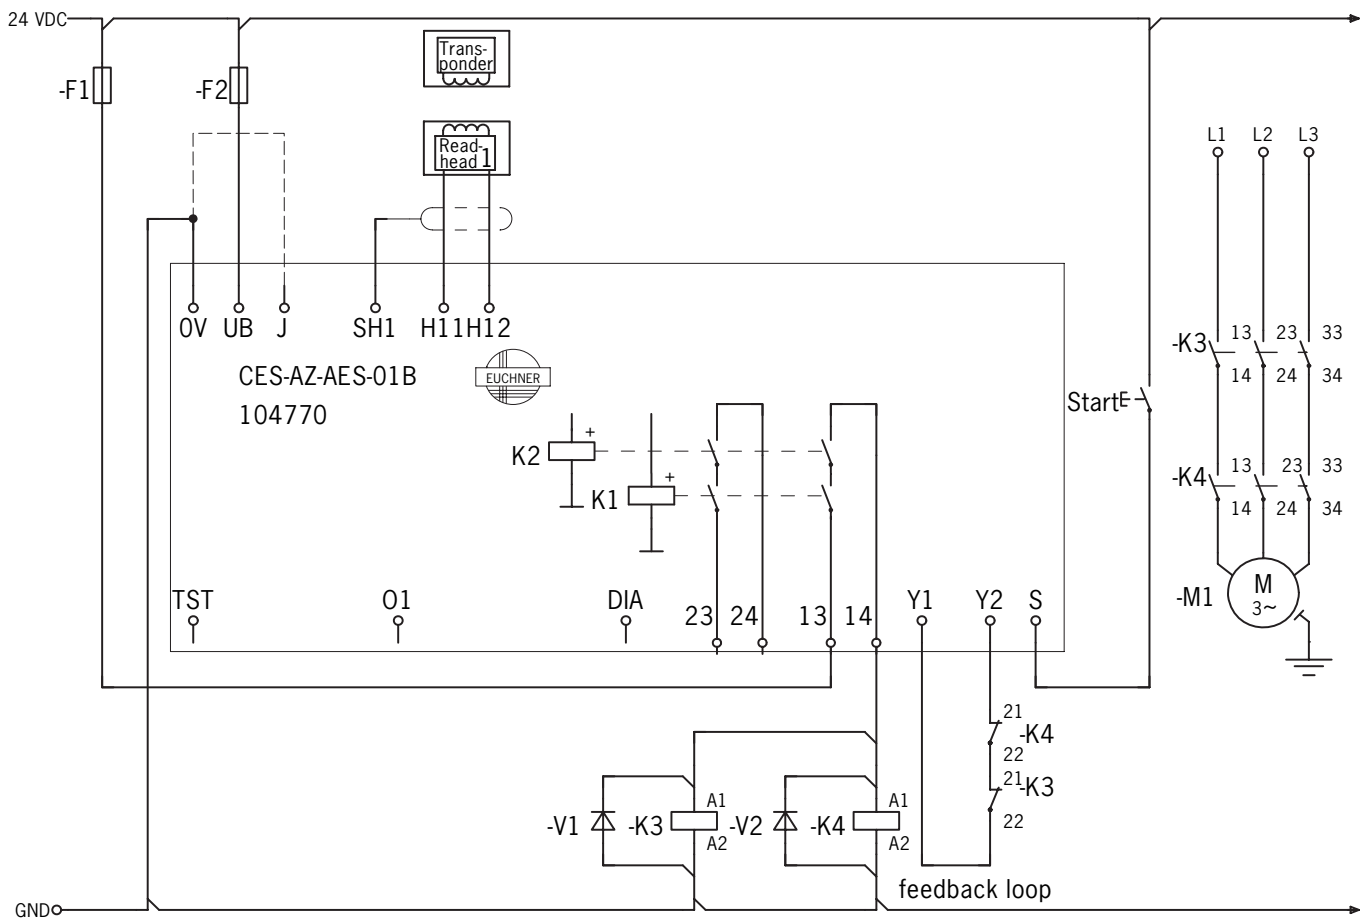 24 VDC
-F1
-F2
Trans-
ponder
Read-
head 1
L1 L2 L3
0V UB J SH1 H11 H12
CES-AZ-AES-01B
104770
EUCHNER
K2 +
K1 +
-K3 13 23 33
14 24 34
Start E
-K4 13 23 33
14 24 34
M
3~
-M1
TST O1 DIA 23 24 13 14 Y1 Y2 S
21
-K4
22
21
-K3
22
-V1 -K3 A1
A2
-V2 -K4 A1
A2
feedback loop
GND